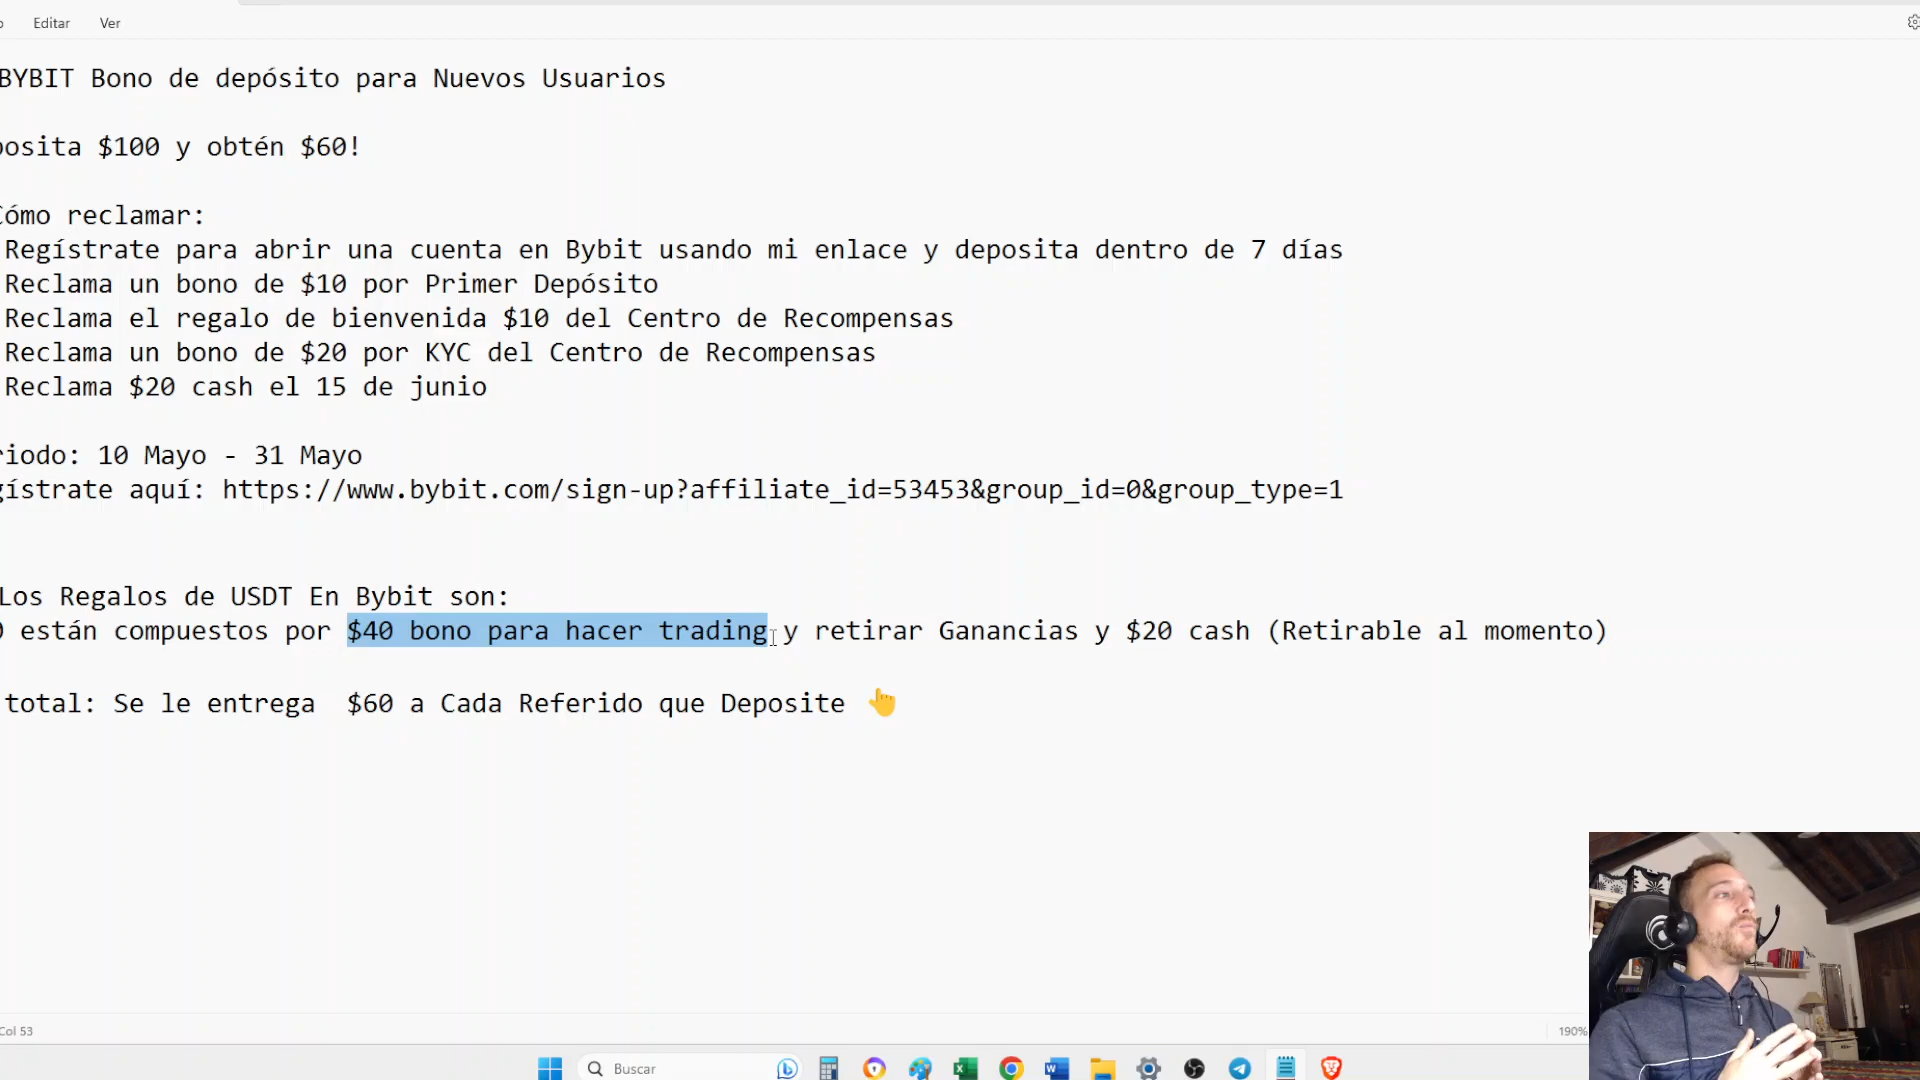 Editar Ver
BYBIT Bono de depósito para Nuevos Usuarios
posita $100 y obtén $60!
Cómo reclamar:
Regístrate para abrir una cuenta en Bybit usando mi enlace y deposita dentro de 7 días
Reclama un bono de $10 por Primer Depósito
Reclama el regalo de bienvenida $10 del Centro de Recompensas
Reclama un bono de $20 por KYC del Centro de Recompensas
Reclama $20 cash el 15 de junio
riodo: 10 Mayo - 31 Mayo
gístrate aquí: https://www.bybit.com/sign-up?affiliate_id=53453&group_id=0&group_type=1
Los Regalos de USDT En Bybit son:
0 están compuestos por $40 bono para hacer trading y retirar Ganancias y $20 cash (Retirable al momento)
total: Se le entrega  $60 a Cada Referido que Deposite 👆
Col 53
190%
Buscar